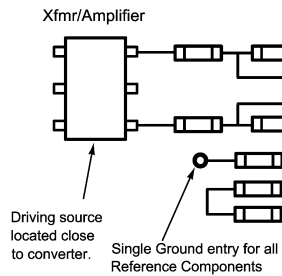 Xfmr/Amplifier
Driving source
located close
to converter.
Single Ground entry for all
Reference Components